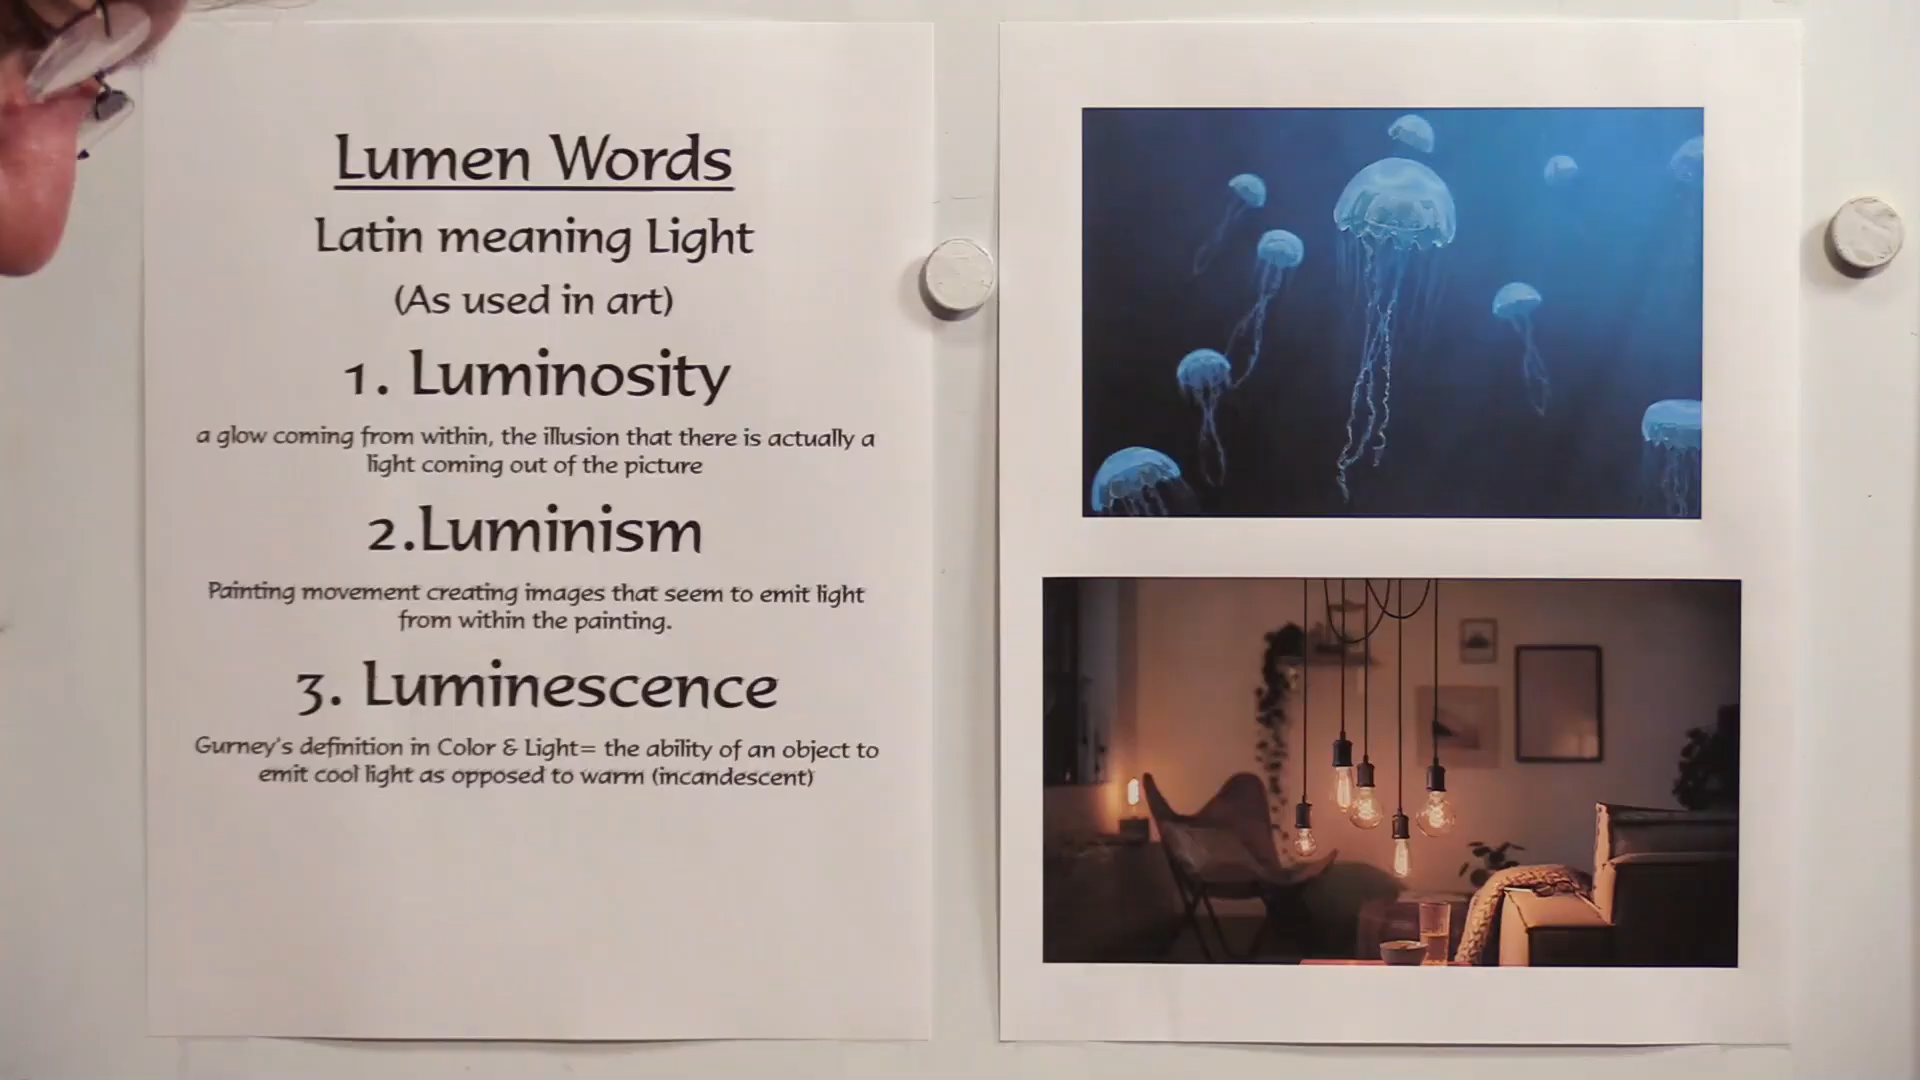 Lumen Words
Latin meaning Light
(As used in art)
1. Luminosity
a glow coming from within, the illusion that there is actually a
light coming out of the picture
2.Luminism
Painting movement creating images that seem to emit light
from within the painting.
3. Luminescence
Gurney's definition in Color & Light= the ability of an object to
emit cool light as opposed to warm (incandescent)